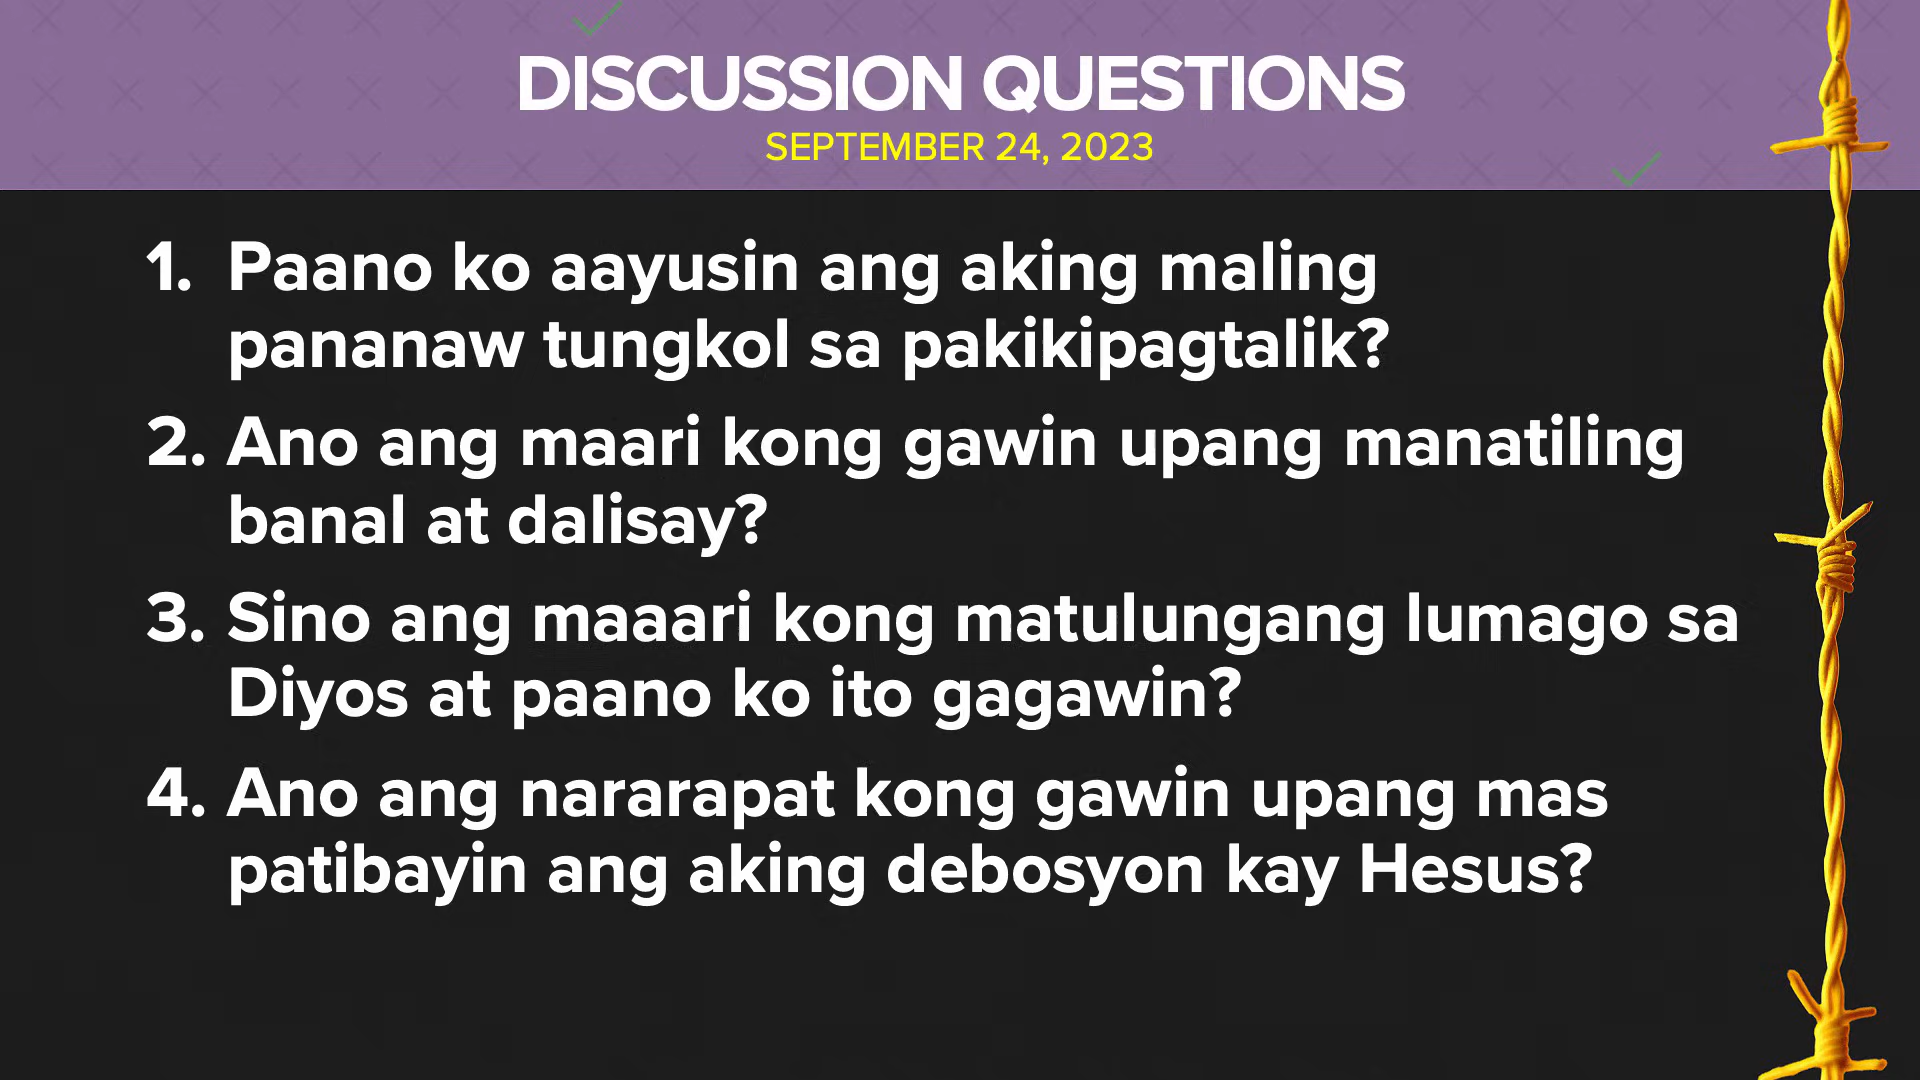 DISCUSSION QUESTIONS
SEPTEMBER 24, 2023
1. Paano ko aayusin ang aking maling
pananaw tungkol sa pakikipagtalik?
2. Ano ang maari kong gawin upang manatiling
banal at dalisay?
3. Sino ang maaari kong matulungang lumago sa
Diyos at paano ko ito gagawin?
4. Ano ang nararapat kong gawin upang mas
patibayin ang aking debosyon kay Hesus?